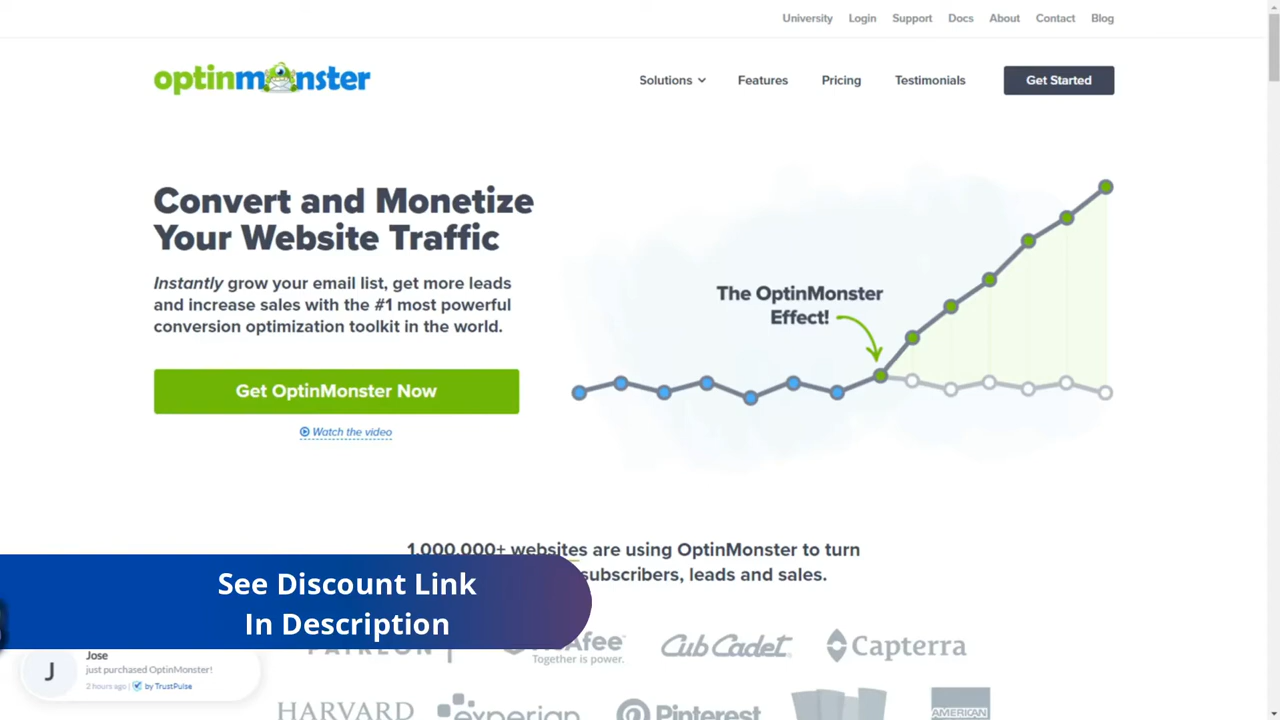 University Login Support Docs About Contact Blog
optinmonster
Solutions Features Pricing Testimonials Get Started
Convert and Monetize
Your Website Traffic
Instantly grow your email list, get more leads
and increase sales with the #1 most powerful
conversion optimization toolkit in the world.
Get OptinMonster Now
Watch the video
The OptinMonster
Effect!
1,000,000+ websites are using OptinMonster to turn
subscribers, leads and sales.
See Discount Link
In Description
PATREON McAfee Cub Cadet Capterra
Together is power.
Jose
just purchased OptinMonster!
2 hours ago | by TrustPulse
J
HARVARD experian Pinterest AMERICAN